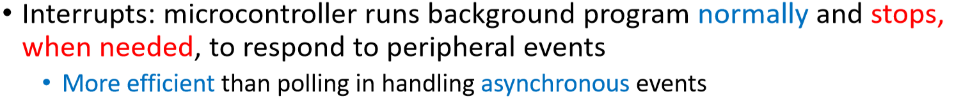 • Interrupts: microcontroller runs background program normally and stops,
when needed, to respond to peripheral events
• More efficient than polling in handling asynchronous events